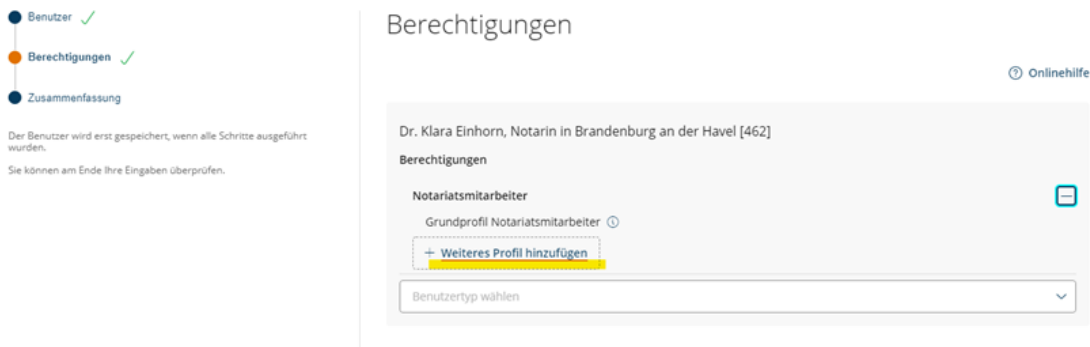 Benutzer
Berechtigungen
Zusammenfassung
Der Benutzer wird erst gespeichert, wenn alle Schritte ausgeführt
wurden.
Sie können am Ende Ihre Eingaben überprüfen.
Berechtigungen
Onlinehilfe
Dr. Klara Einhorn, Notarin in Brandenburg an der Havel [462]
Berechtigungen
Notariatsmitarbeiter
Grundprofil Notariatsmitarbeiter
+ Weiteres Profil hinzufügen
Benutzertyp wählen